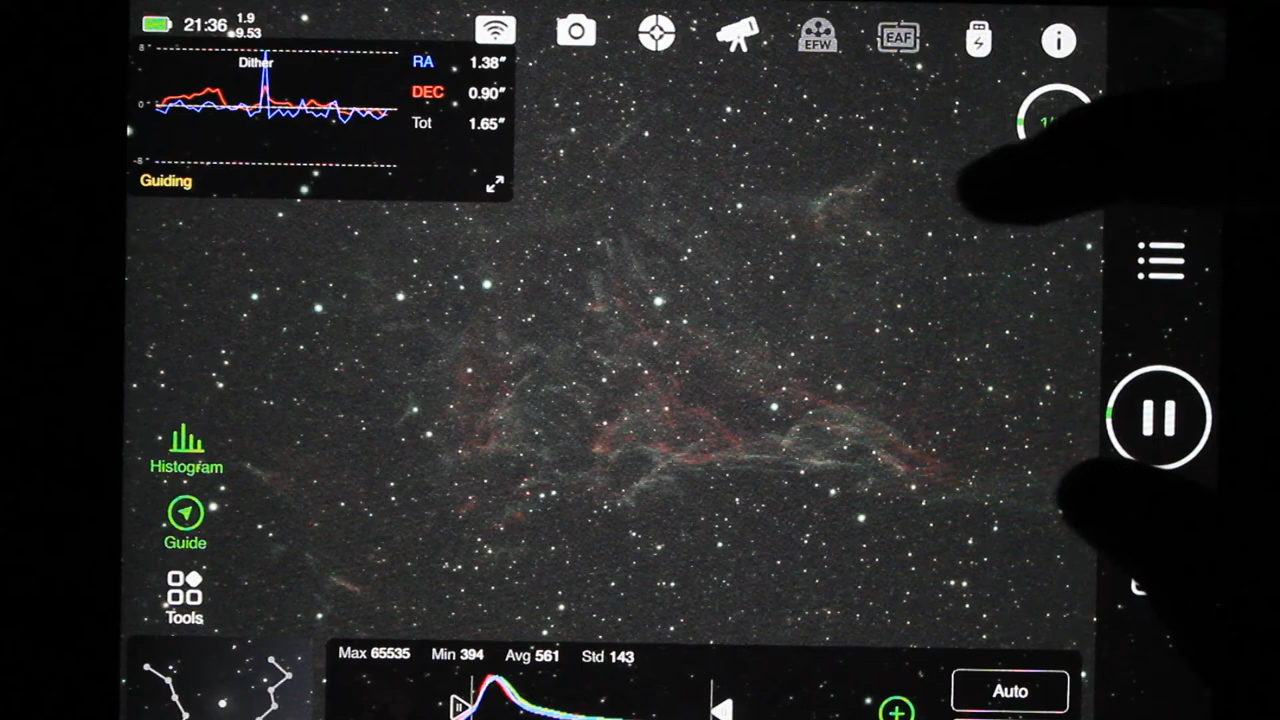 21:36 1.9
-9.53
EFW
EAF
8"
Dither
RA 1.38"
DEC 0.90"
0"
Tot 1.65"
-8"
Guiding
Histogram
Guide
Tools
Max 65535 Min 394 Avg 561 Std 143
Auto